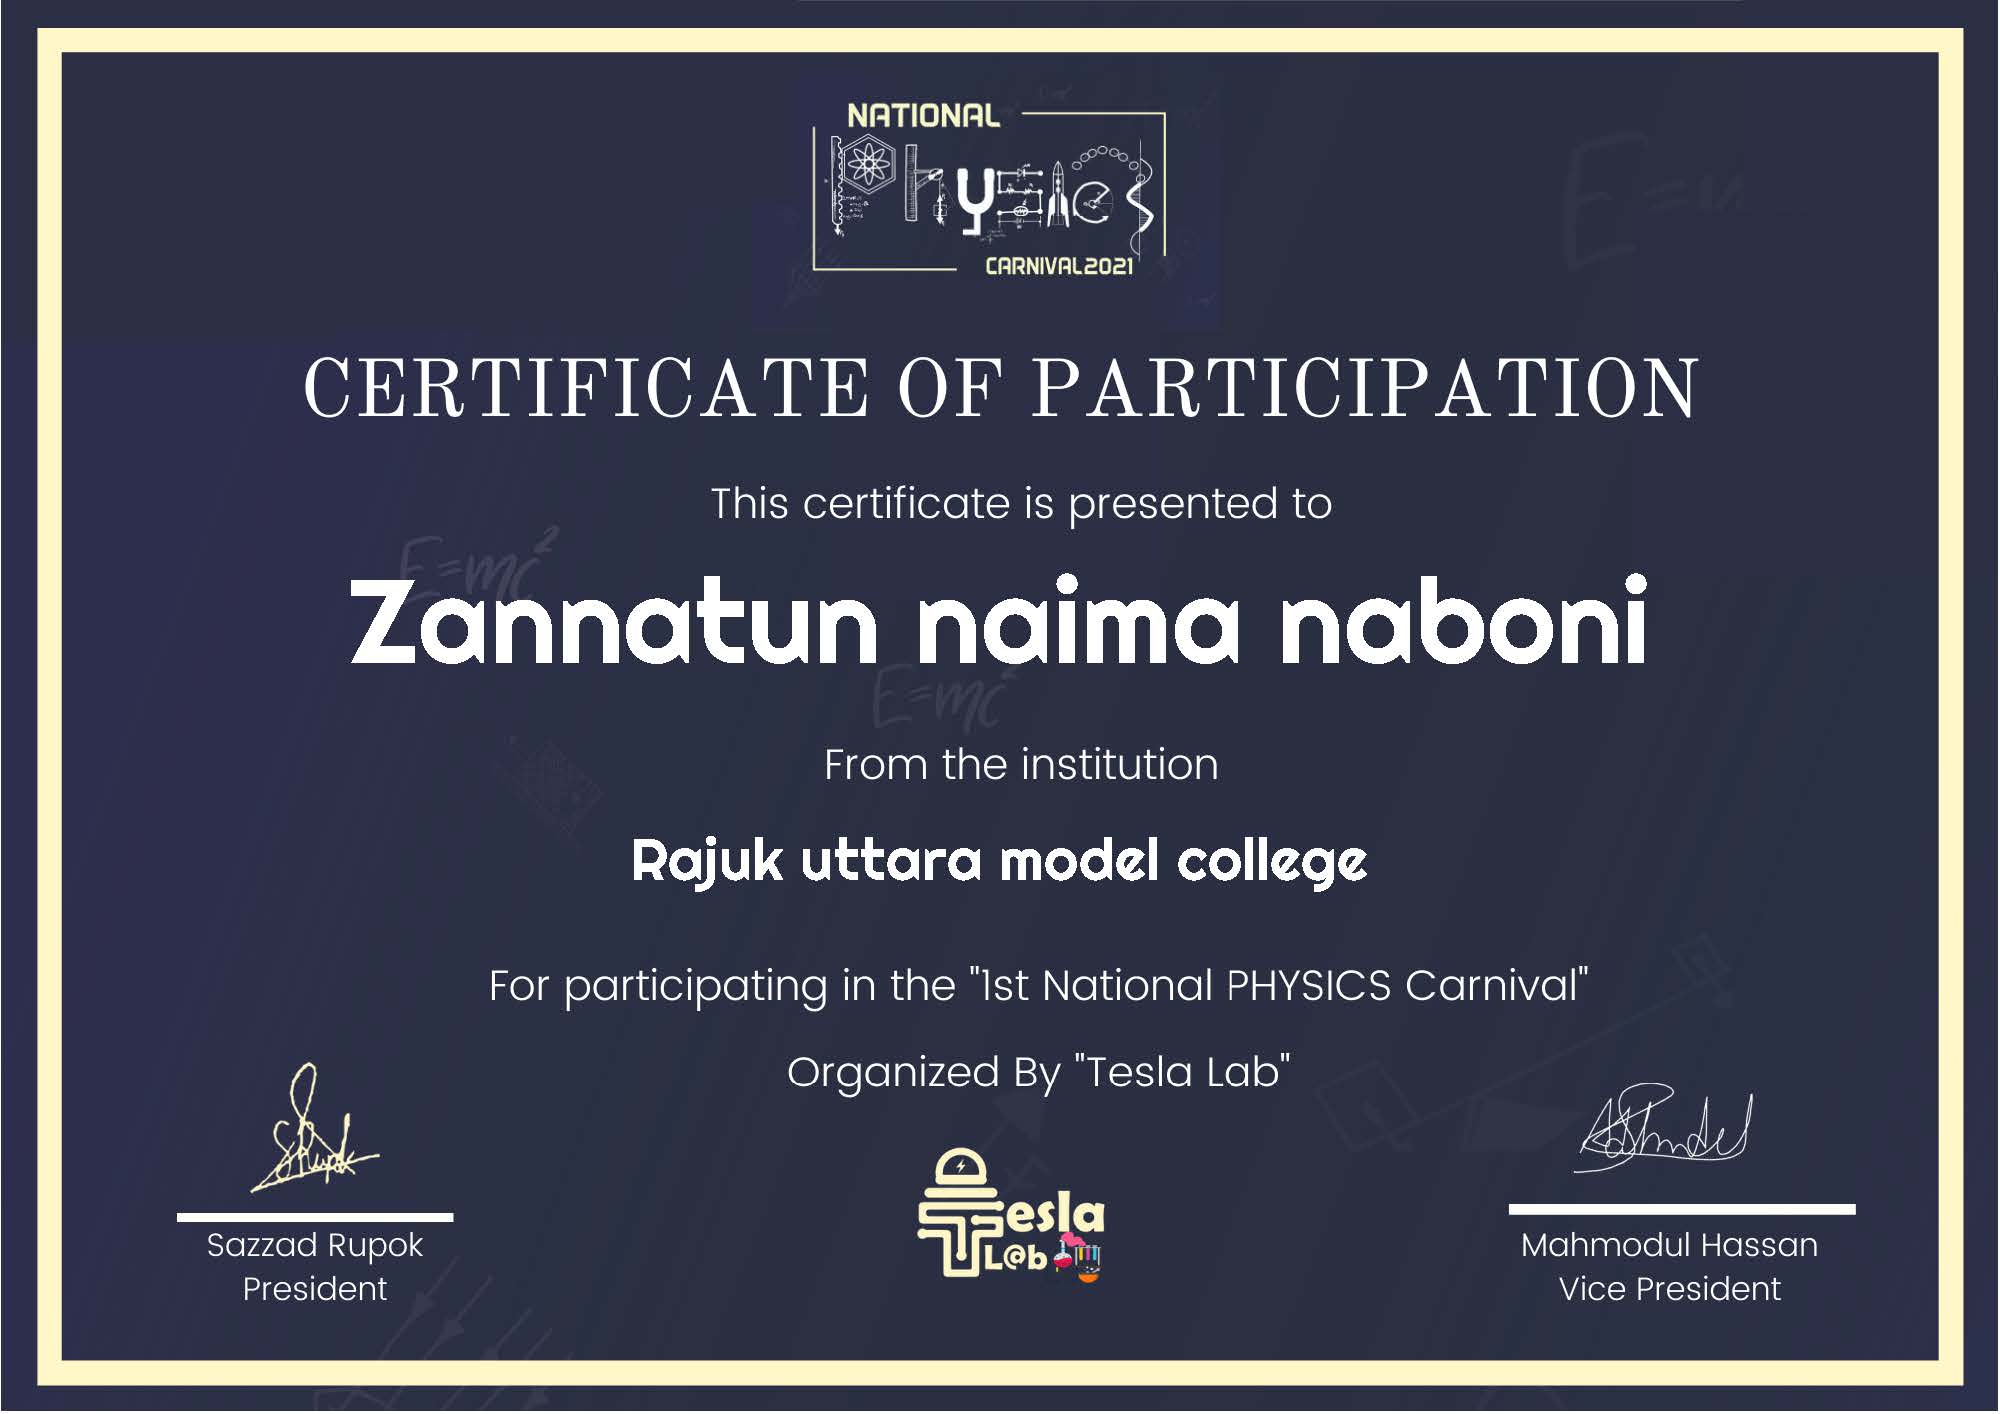 NATIONAL
Physics
CARNIVAL2021
CERTIFICATE OF PARTICIPATION
This certificate is presented to
E=mc²
Zannatun naima naboni
E=mc²
From the institution
Rajuk uttara model college
For participating in the "1st National PHYSICS Carnival"
Organized By "Tesla Lab"
Tesla
L@b
Sazzad Rupok
President
Mahmodul Hassan
Vice President